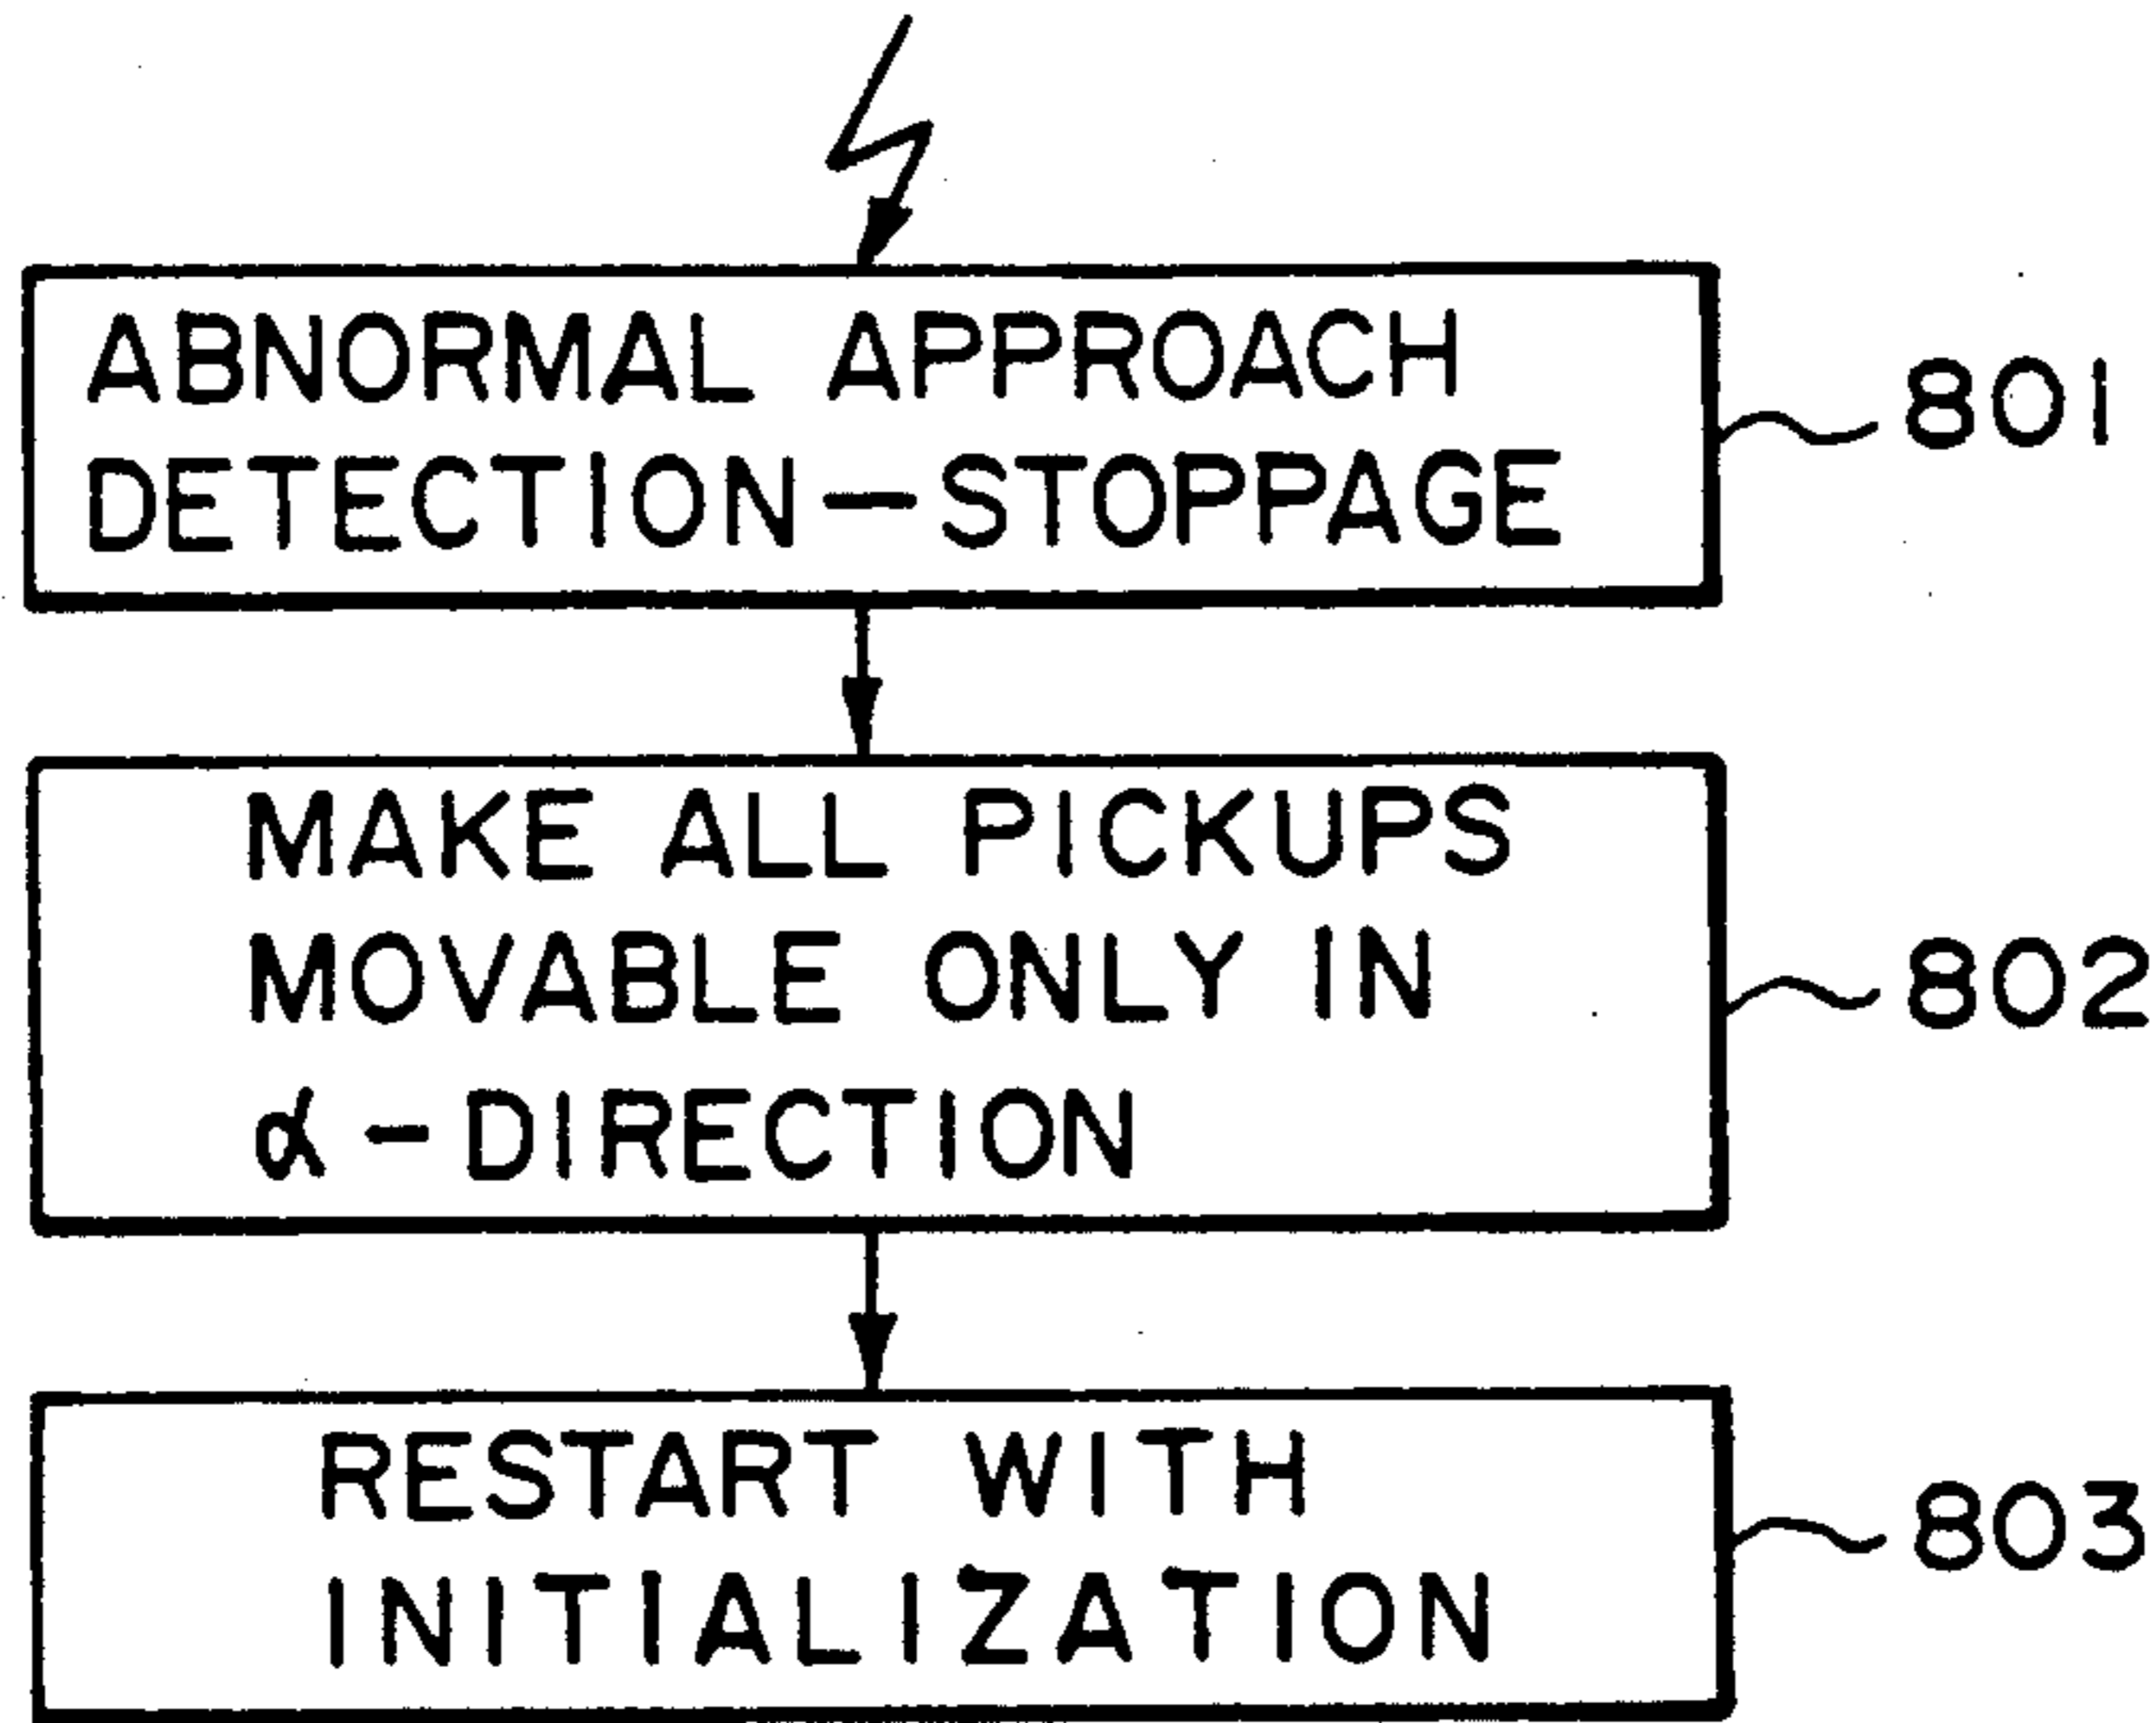 ABNORMAL APPROACH
DETECTION-STOPPAGE
801
MAKE ALL PICKUPS
MOVABLE ONLY IN
α-DIRECTION
802
RESTART WITH
INITIALIZATION
803